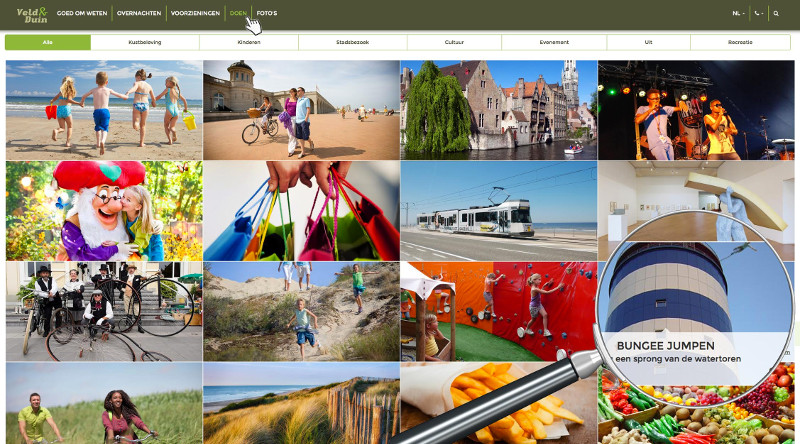 Veld&
Duin
GOED OM WETEN
OVERNACHTEN
VOORZIENINGEN
DOEN
FOTO'S
NL
Alle
Kustbeleving
Kinderen
Stadsbezoek
Cultuur
Evenement
Uit
Recreatie
BUNGEE JUMPEN
een sprong van de watertoren